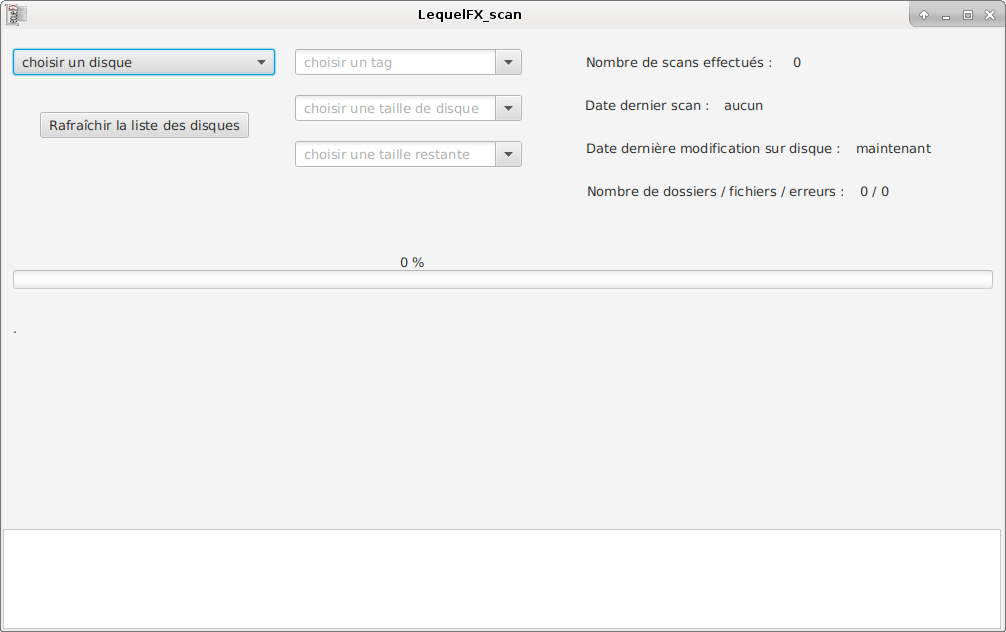 LequelFX_scan
choisir un disque
choisir un tag
Nombre de scans effectués : 0
choisir une taille de disque
Date dernier scan : aucun
Rafraîchir la liste des disques
choisir une taille restante
Date dernière modification sur disque : maintenant
Nombre de dossiers / fichiers / erreurs : 0 / 0
0 %
.